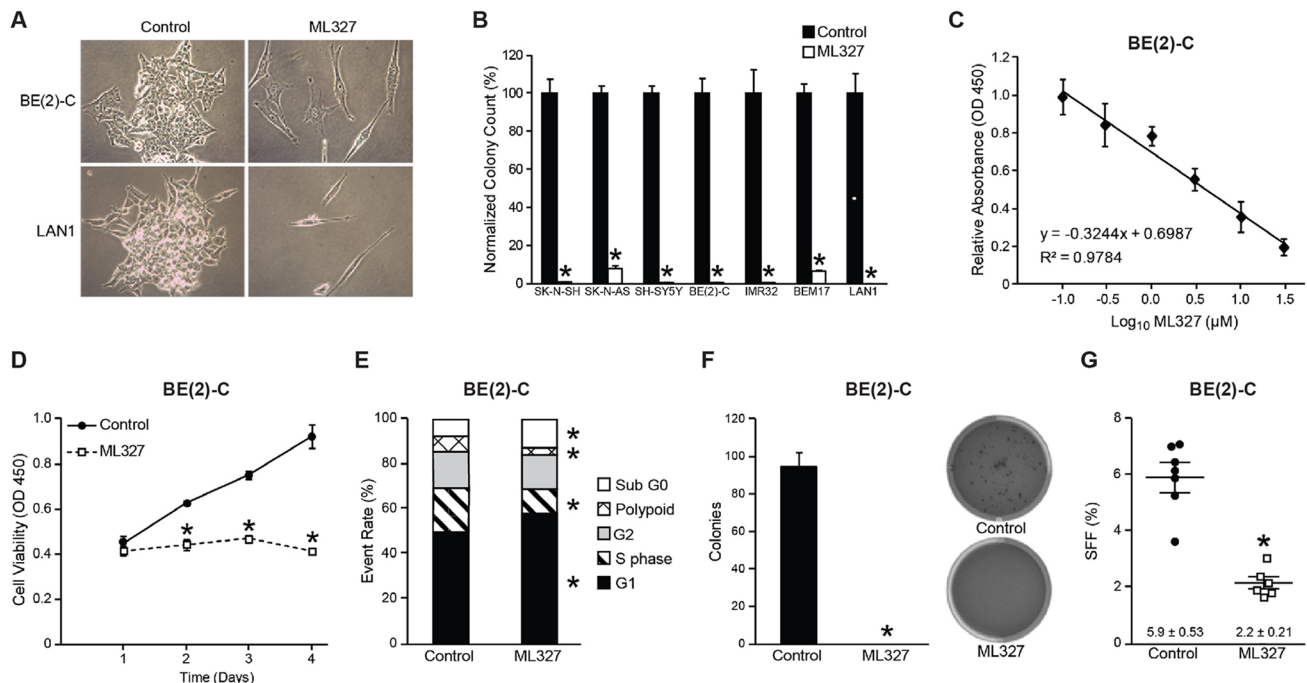 A
Control
ML327
BE(2)-C
LAN1
B
Control
ML327
Normalized Colony Count (%)
120
100
80
60
40
20
0
SK-N-SH SK-N-AS SH-SY5Y BE(2)-C IMR32 BEM17 LAN1
* * * * * * *
C
BE(2)-C
Relative Absorbance (OD 450)
1.2
1.0
0.8
0.6
0.4
0.2
0
y = -0.3244x + 0.6987
R² = 0.9784
-1.0 -0.5 0.0 0.5 1.0 1.5
Log₁₀ ML327 (µM)
D
BE(2)-C
Cell Viability (OD 450)
1.0
0.8
0.6
0.4
0.2
0
Control
ML327
* * *
1 2 3 4
Time (Days)
E
BE(2)-C
Event Rate (%)
100
80
60
40
20
0
*
*
*
*
Control ML327
Sub G0
Polypoid
G2
S phase
G1
F
BE(2)-C
Colonies
120
100
80
60
40
20
0
*
Control ML327
Control
ML327
G
BE(2)-C
SFF (%)
8
6
4
2
0
*
5.9 ± 0.53 2.2 ± 0.21
Control ML327